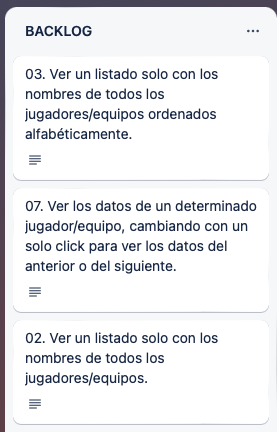 BACKLOG
03. Ver un listado solo con los
nombres de todos los
jugadores/equipos ordenados
alfabéticamente.
07. Ver los datos de un determinado
jugador/equipo, cambiando con un
solo click para ver los datos del
anterior o del siguiente.
02. Ver un listado solo con los
nombres de todos los
jugadores/equipos.